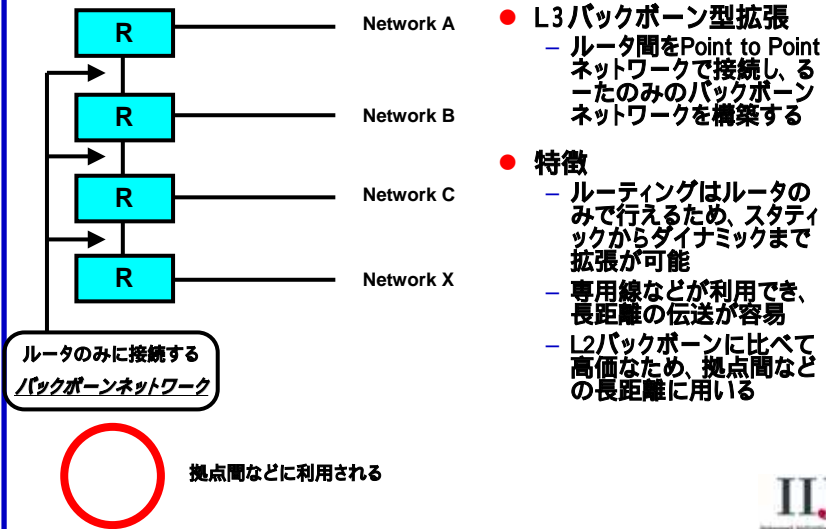 R
Network A
R
Network B
R
Network C
R
Network X
ルータのみに接続する
バックボーンネットワーク
拠点間などに利用される
● L3バックボーン型拡張
– ルータ間をPoint to Point
ネットワークで接続し、る
ーたのみのバックボーン
ネットワークを構築する
● 特徴
– ルーティングはルータの
みで行えるため、スタティ
ックからダイナミックまで
拡張が可能
– 専用線などが利用でき、
長距離の伝送が容易
– L2バックボーンに比べて
高価なため、拠点間など
の長距離に用いる